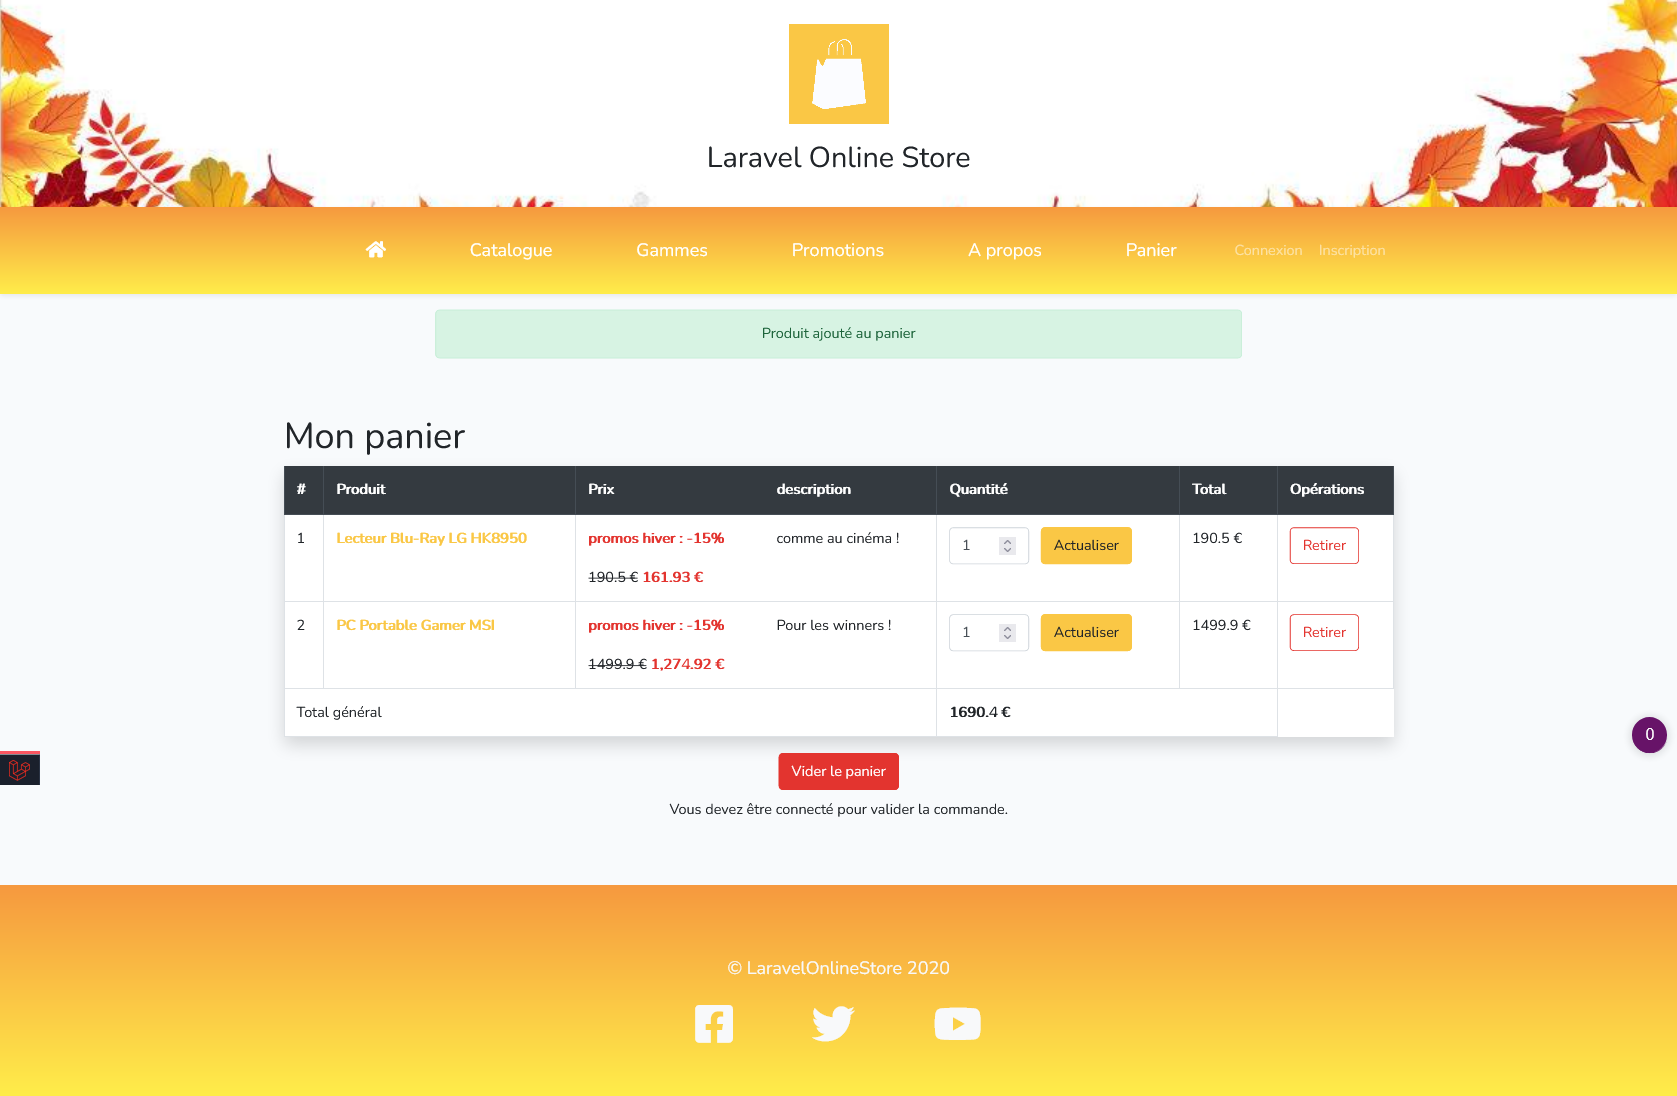 Laravel Online Store
Catalogue Gammes Promotions A propos Panier Connexion Inscription
Produit ajouté au panier
Mon panier
# Produit Prix description Quantité Total Opérations
1 Lecteur Blu-Ray LG HK8950 promos hiver : -15% comme au cinéma ! 1 Actualiser 190.5 € Retirer
190.5 € 161.93 €
2 PC Portable Gamer MSI promos hiver : -15% Pour les winners ! 1 Actualiser 1499.9 € Retirer
1499.9 € 1,274.92 €
Total général 1690.4 €
0
Vider le panier
Vous devez être connecté pour valider la commande.
© LaravelOnlineStore 2020